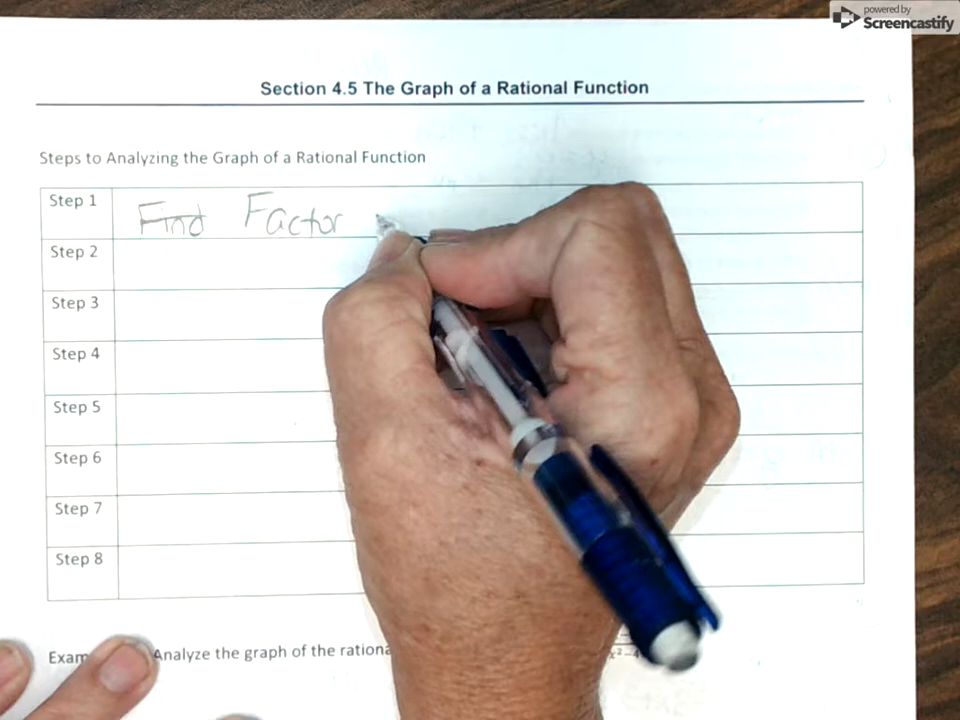 powered by
Screencastify
Section 4.5 The Graph of a Rational Function
Steps to Analyzing the Graph of a Rational Function
Step 1 Find Factor
Step 2
Step 3
Step 4
Step 5
Step 6
Step 7
Step 8
Analyze the graph of the